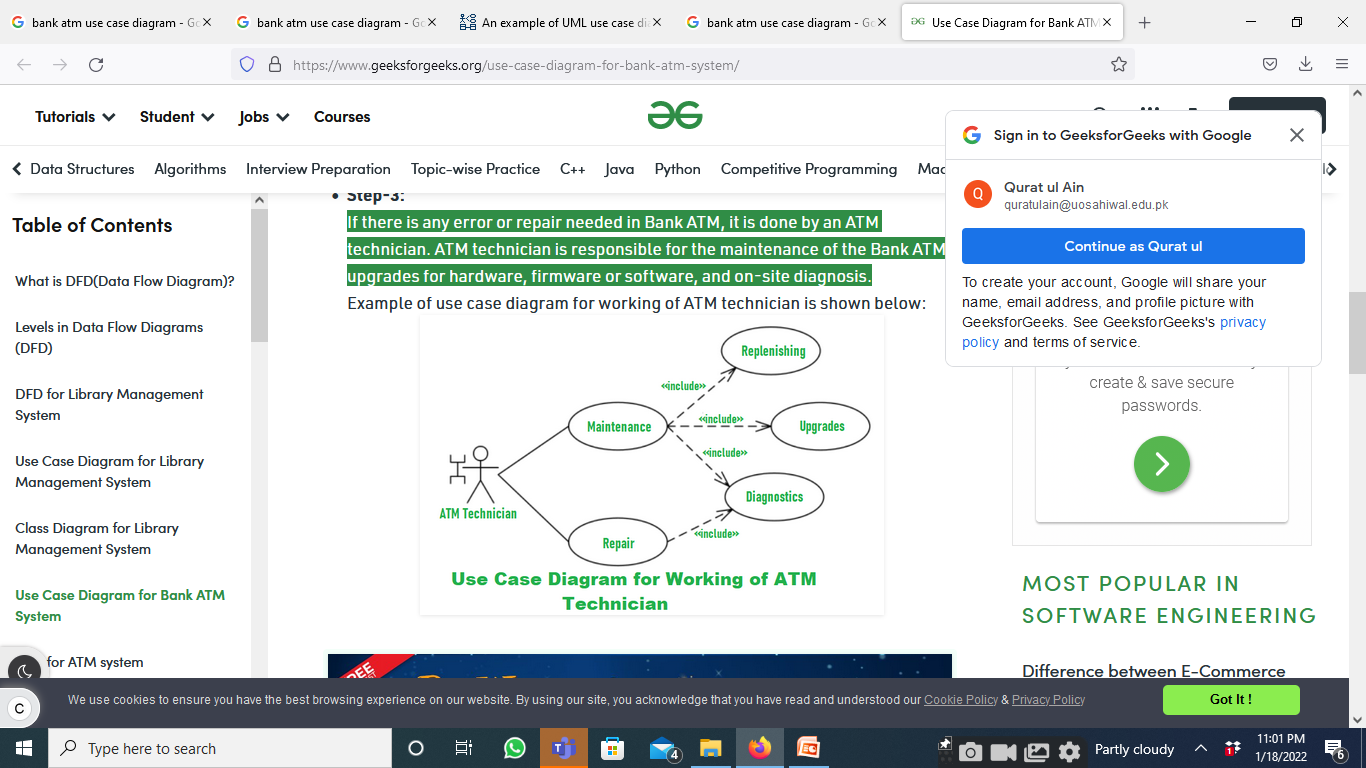 bank atm use case diagram - Go
bank atm use case diagram - Go
An example of UML use case di
bank atm use case diagram - Go
Use Case Diagram for Bank ATM
https://www.geeksforgeeks.org/use-case-diagram-for-bank-atm-system/
Tutorials
Student
Jobs
Courses
Data Structures
Algorithms
Interview Preparation
Topic-wise Practice
C++
Java
Python
Competitive Programming
Mac
Table of Contents
What is DFD(Data Flow Diagram)?
Levels in Data Flow Diagrams
(DFD)
DFD for Library Management
System
Use Case Diagram for Library
Management System
Class Diagram for Library
Management System
Use Case Diagram for Bank ATM
System
for ATM system
Step-3:
If there is any error or repair needed in Bank ATM, it is done by an ATM
technician. ATM technician is responsible for the maintenance of the Bank ATM
upgrades for hardware, firmware or software, and on-site diagnosis.
Example of use case diagram for working of ATM technician is shown below:
Replenishing
«include»
Maintenance
«include»
Upgrades
«include»
ATM Technician
Diagnostics
Repair
«include»
Use Case Diagram for Working of ATM
Technician
Sign in to GeeksforGeeks with Google
Q
Qurat ul Ain
quratulain@uosahiwal.edu.pk
Continue as Qurat ul
To create your account, Google will share your
name, email address, and profile picture with
GeeksforGeeks. See GeeksforGeeks's privacy
policy and terms of service.
create & save secure
passwords.
MOST POPULAR IN
SOFTWARE ENGINEERING
Difference between E-Commerce
C
We use cookies to ensure you have the best browsing experience on our website. By using our site, you acknowledge that you have read and understood our Cookie Policy & Privacy Policy
Got It !
Type here to search
4
Partly cloudy
1
11:01 PM
1/18/2022
6